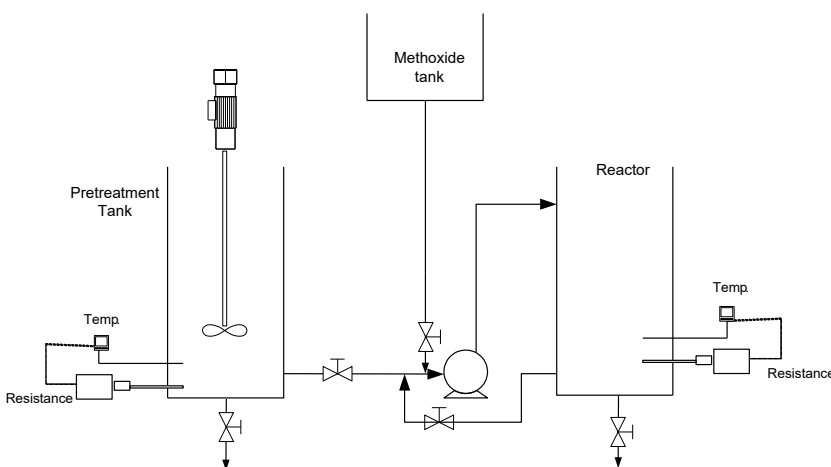 Methoxide
tank
Reactor
Pretreatment
Tank
Temp.
Temp.
Resistance
Resistance